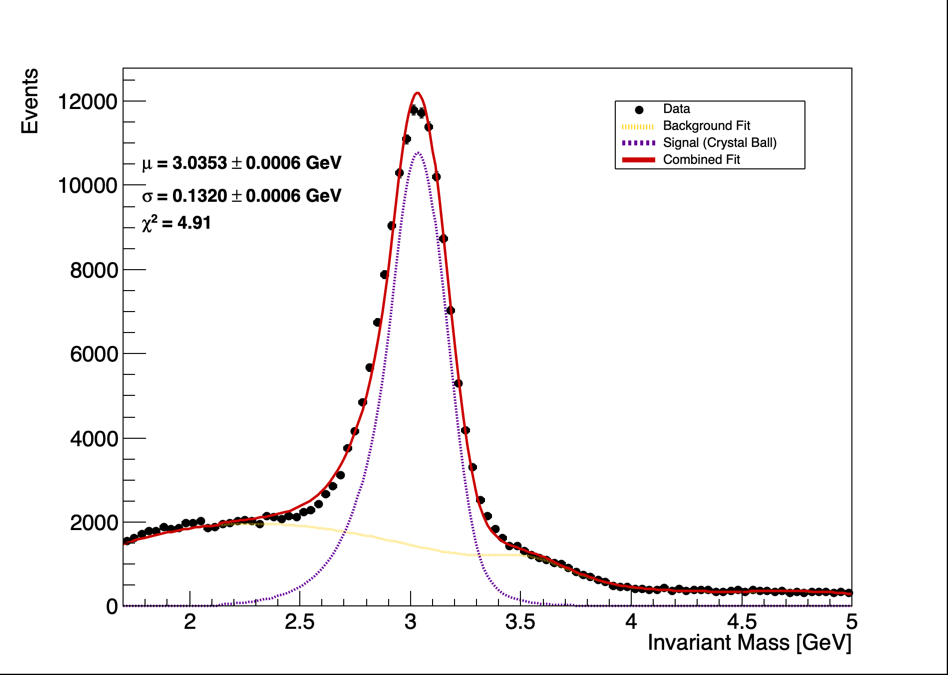 Events
12000
10000
8000
6000
4000
2000
0
μ = 3.0353 ± 0.0006 GeV
σ = 0.1320 ± 0.0006 GeV
χ² = 4.91
Data
Background Fit
Signal (Crystal Ball)
Combined Fit
2 2.5 3 3.5 4 4.5 5
Invariant Mass [GeV]